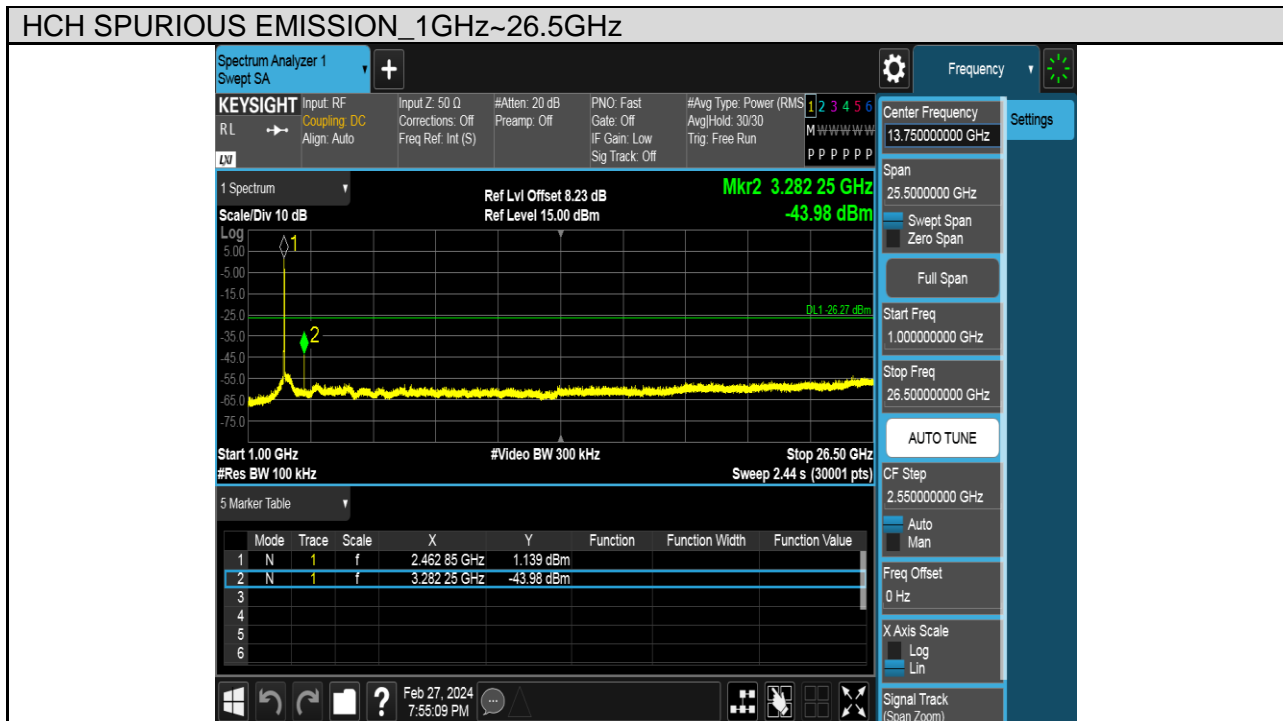 HCH SPURIOUS EMISSION_1GHz~26.5GHz
Spectrum Analyzer 1
Swept SA
+
Frequency
KEYSIGHT
RL
LXI
Input: RF
Coupling: DC
Align: Auto
Input Z: 50 Ω
Corrections: Off
Freq Ref: Int (S)
#Atten: 20 dB
Preamp: Off
PNO: Fast
Gate: Off
IF Gain: Low
Sig Track: Off
#Avg Type: Power (RMS
Avg|Hold: 30/30
Trig: Free Run
1 2 3 4 5 6
M W W W W W
P P P P P P
1 Spectrum
Scale/Div 10 dB
Ref Lvl Offset 8.23 dB
Ref Level 15.00 dBm
Mkr2 3.282 25 GHz
-43.98 dBm
Log
5.00
-5.00
-15.0
-25.0
-35.0
-45.0
-55.0
-65.0
-75.0
1
2
DL1 -26.27 dBm
Start 1.00 GHz
#Res BW 100 kHz
#Video BW 300 kHz
Stop 26.50 GHz
Sweep 2.44 s (30001 pts)
5 Marker Table
Mode Trace Scale X Y Function Function Width Function Value
1 N 1 f 2.462 85 GHz 1.139 dBm
2 N 1 f 3.282 25 GHz -43.98 dBm
3
4
5
6
?
Feb 27, 2024
7:55:09 PM
Center Frequency
13.750000000 GHz
Settings
Span
25.5000000 GHz
Swept Span
Zero Span
Full Span
Start Freq
1.000000000 GHz
Stop Freq
26.500000000 GHz
AUTO TUNE
CF Step
2.550000000 GHz
Auto
Man
Freq Offset
0 Hz
X Axis Scale
Log
Lin
Signal Track
(Span Zoom)